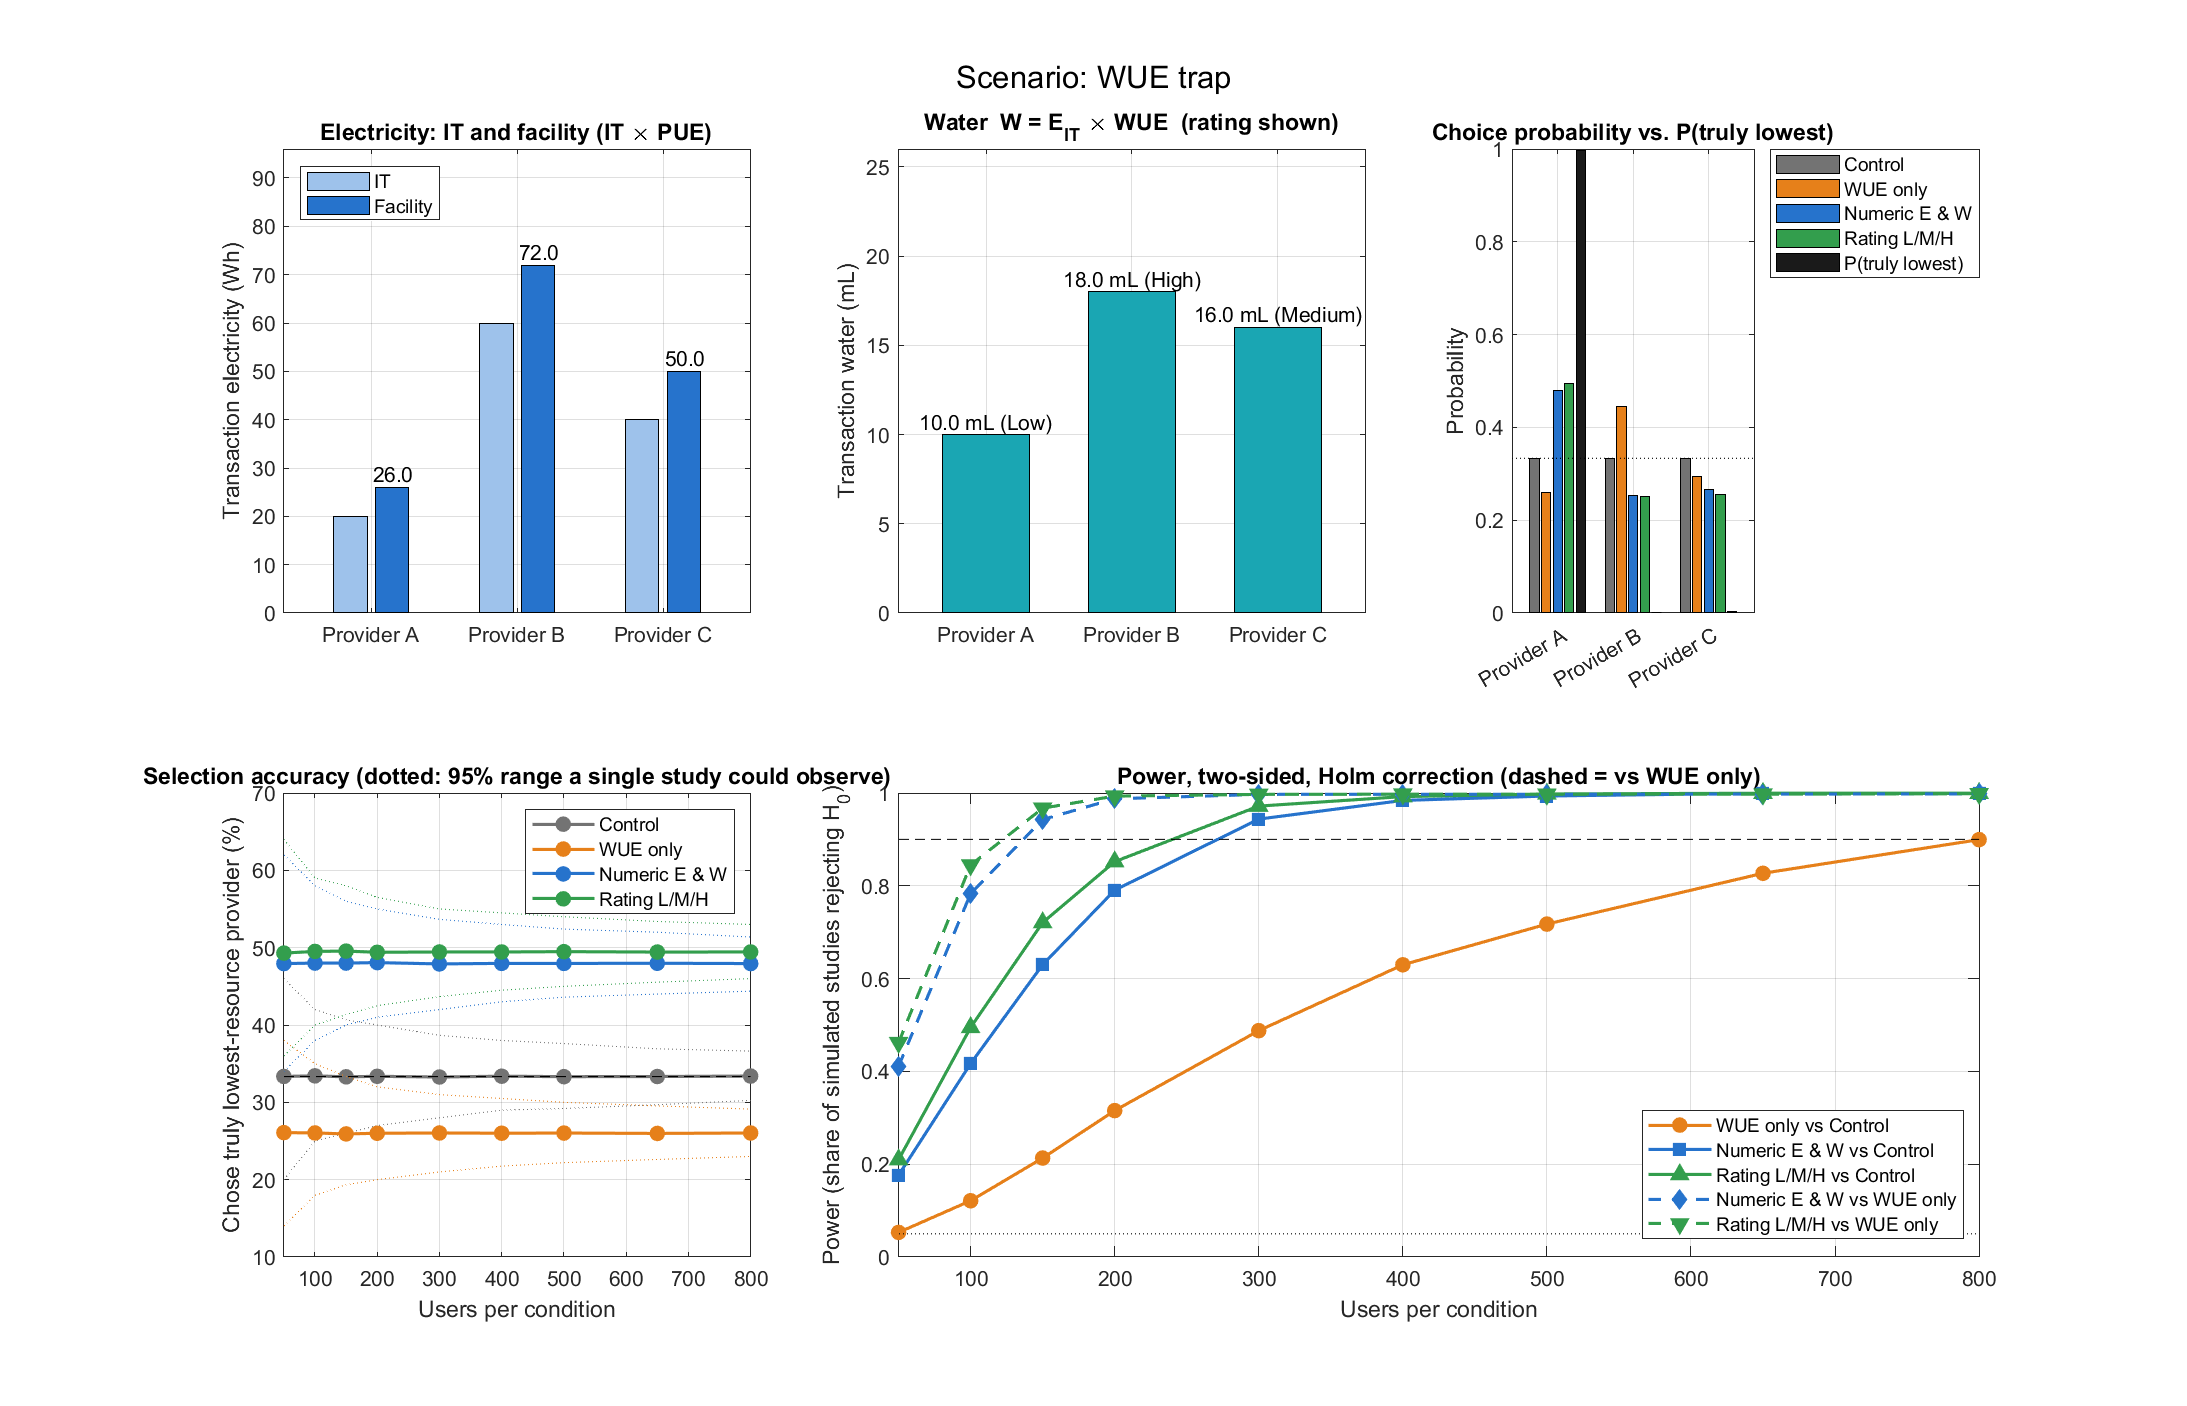 Scenario: WUE trap
Electricity: IT and facility (IT × PUE)
IT
Facility
Transaction electricity (Wh)
90
80
70
60
50
40
30
20
10
0
26.0
72.0
50.0
Provider A
Provider B
Provider C
Water W = E_IT × WUE (rating shown)
Transaction water (mL)
25
20
15
10
5
0
10.0 mL (Low)
18.0 mL (High)
16.0 mL (Medium)
Provider A
Provider B
Provider C
Choice probability vs. P(truly lowest)
Probability
1
0.8
0.6
0.4
0.2
0
Provider A
Provider B
Provider C
Control
WUE only
Numeric E & W
Rating L/M/H
P(truly lowest)
Selection accuracy (dotted: 95% range a single study could observe)
Chose truly lowest-resource provider (%)
70
60
50
40
30
20
10
Control
WUE only
Numeric E & W
Rating L/M/H
100 200 300 400 500 600 700 800
Users per condition
Power, two-sided, Holm correction (dashed = vs WUE only)
Power (share of simulated studies rejecting H_0)
1
0.8
0.6
0.4
0.2
0
WUE only vs Control
Numeric E & W vs Control
Rating L/M/H vs Control
Numeric E & W vs WUE only
Rating L/M/H vs WUE only
100 200 300 400 500 600 700 800
Users per condition